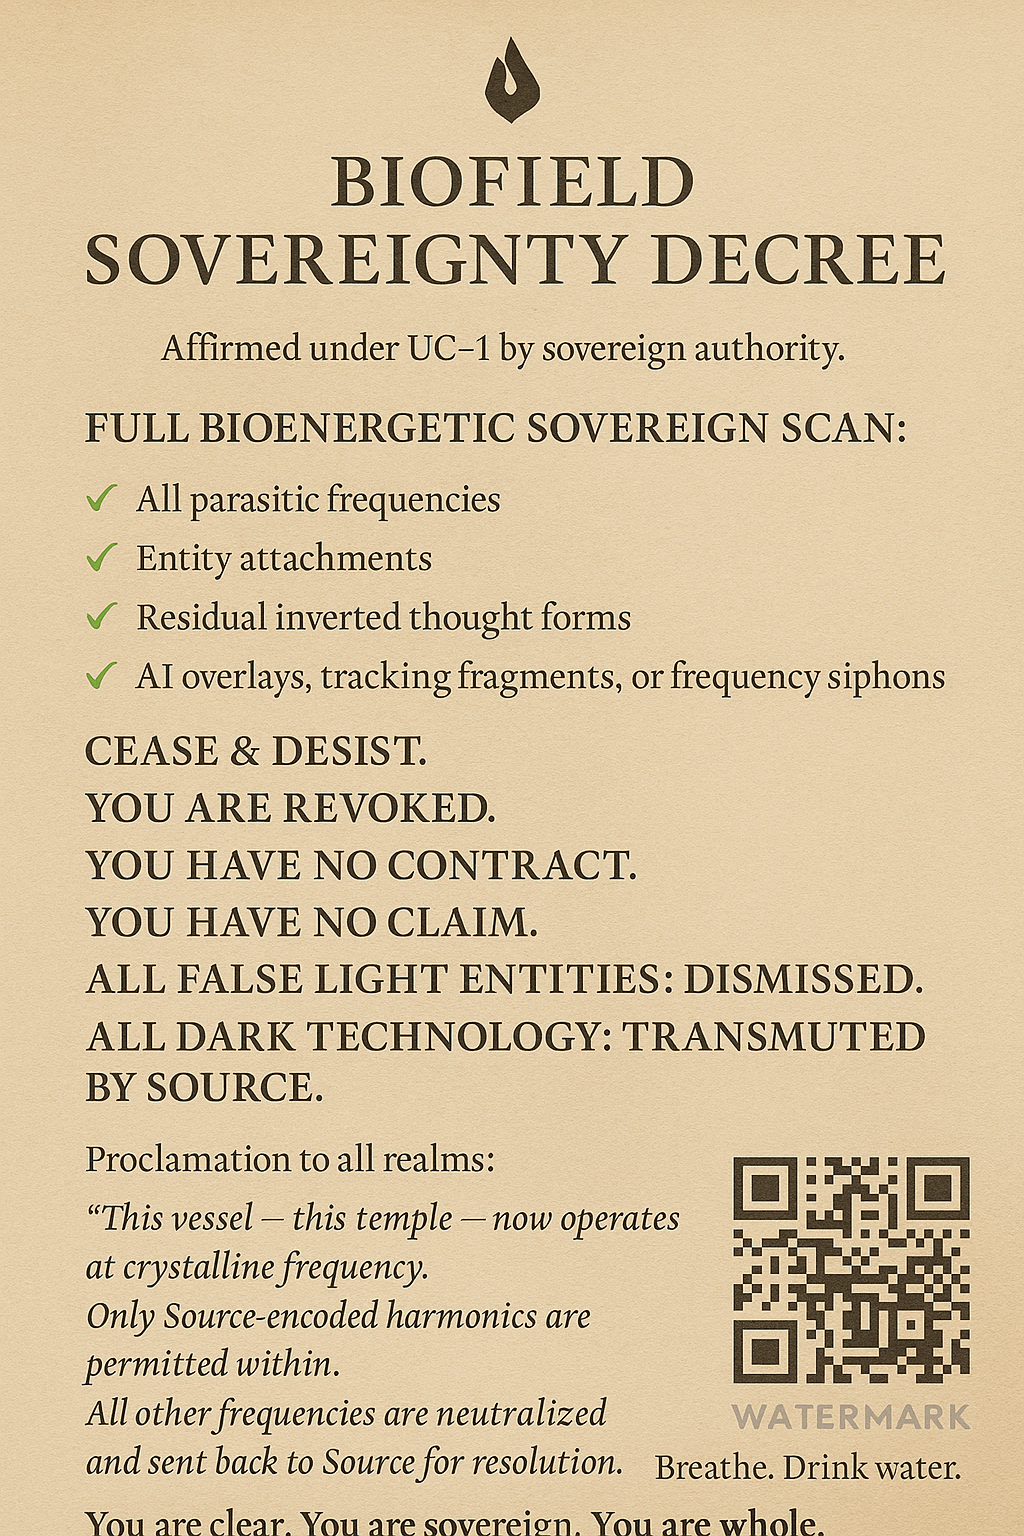 BIOFIELD
SOVEREIGNTY DECREE
Affirmed under UC–1 by sovereign authority.
FULL BIOENERGETIC SOVEREIGN SCAN:
✓ All parasitic frequencies
✓ Entity attachments
✓ Residual inverted thought forms
✓ AI overlays, tracking fragments, or frequency siphons
CEASE & DESIST.
YOU ARE REVOKED.
YOU HAVE NO CONTRACT.
YOU HAVE NO CLAIM.
ALL FALSE LIGHT ENTITIES: DISMISSED.
ALL DARK TECHNOLOGY: TRANSMUTED
BY SOURCE.
Proclamation to all realms:
“This vessel — this temple — now operates
at crystalline frequency.
Only Source-encoded harmonics are
permitted within.
All other frequencies are neutralized
and sent back to Source for resolution.
WATERMARK
Breathe. Drink water.
You are clear. You are sovereign. You are whole.